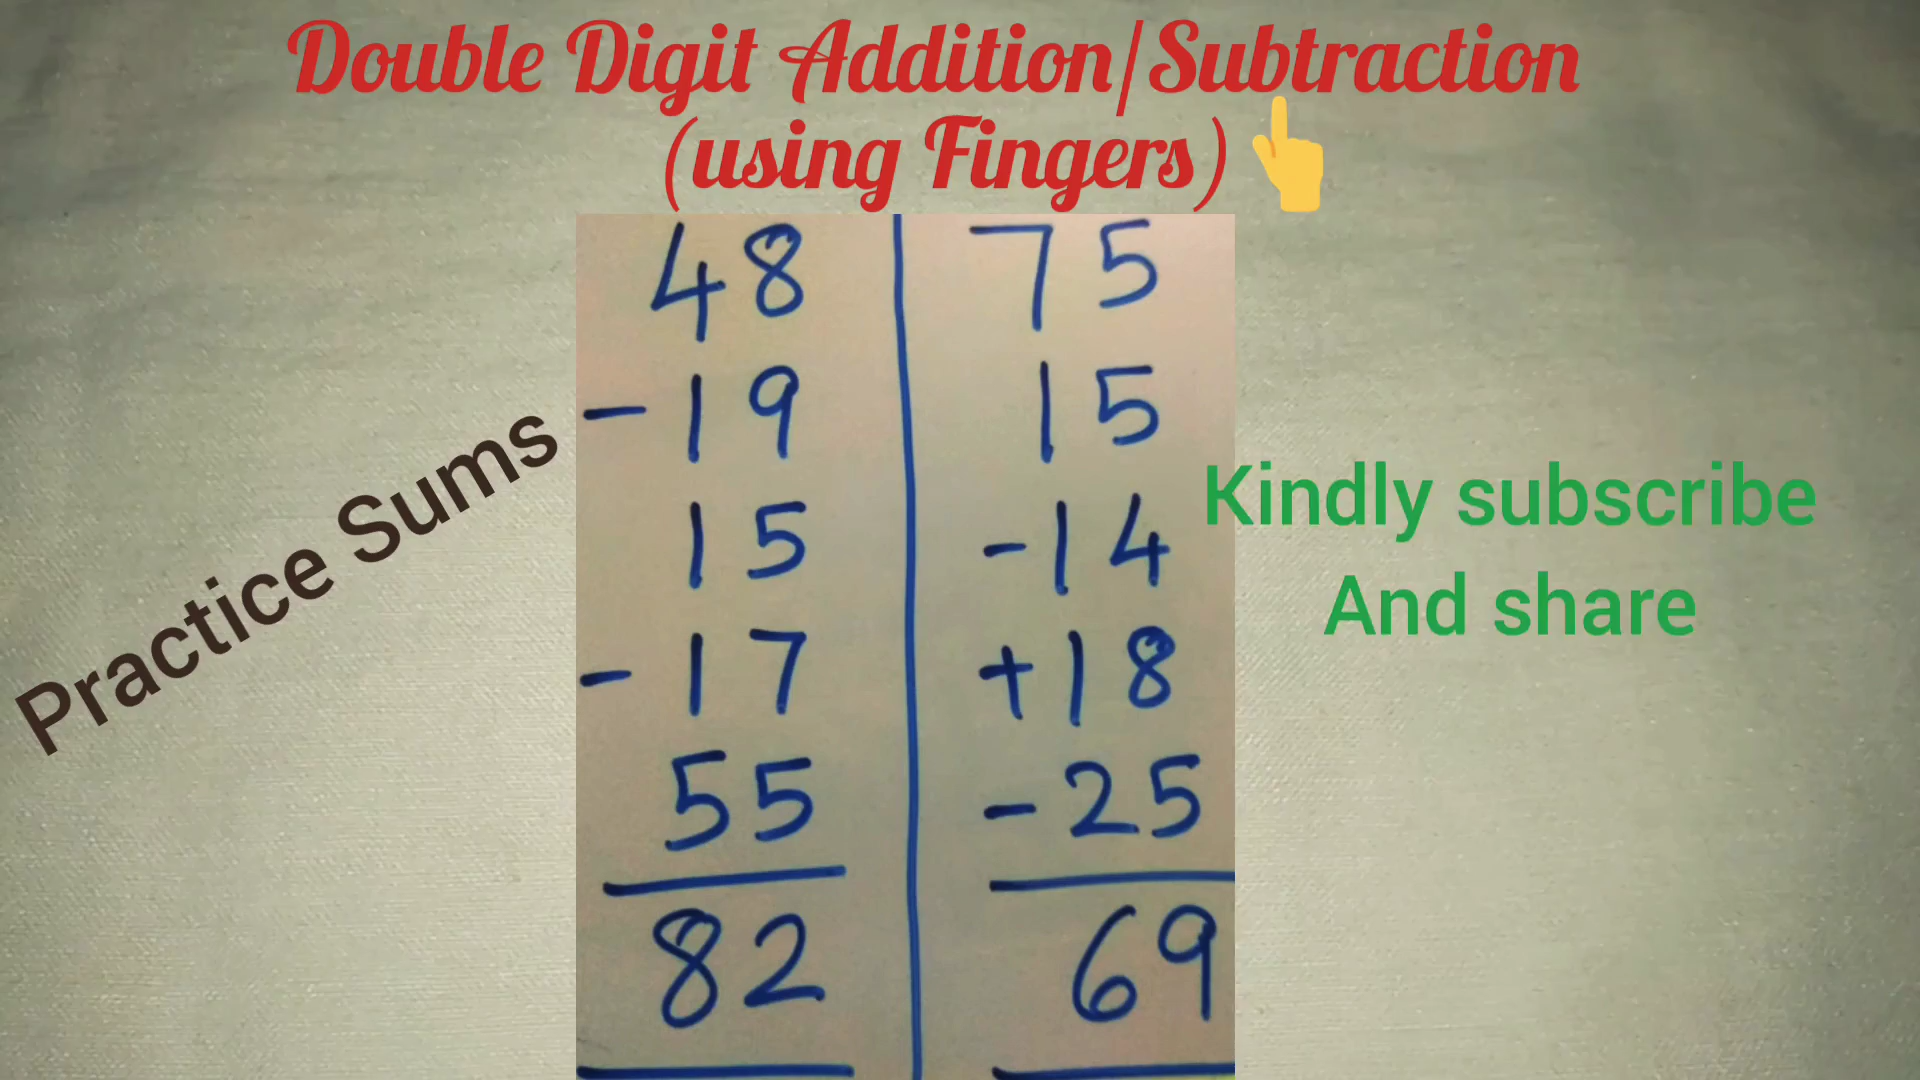 Double Digit Addition/Subtraction
(using Fingers)
Practice Sums
48
-19
15
-17
55
82
75
15
-14
+18
-25
69
Kindly subscribe
And share